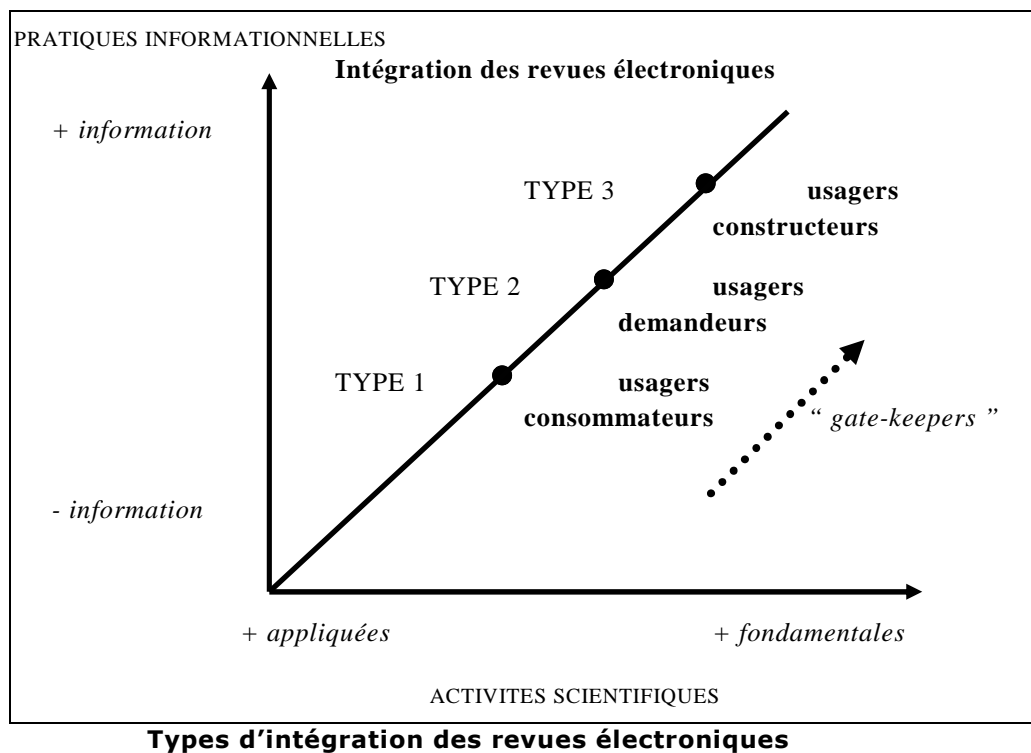 PRATIQUES INFORMATIONNELLES
Intégration des revues électroniques
+ information
TYPE 3
usagers
constructeurs
TYPE 2
usagers
demandeurs
TYPE 1
usagers
consommateurs
“ gate-keepers ”
- information
+ appliquées
+ fondamentales
ACTIVITES SCIENTIFIQUES
Types d’intégration des revues électroniques